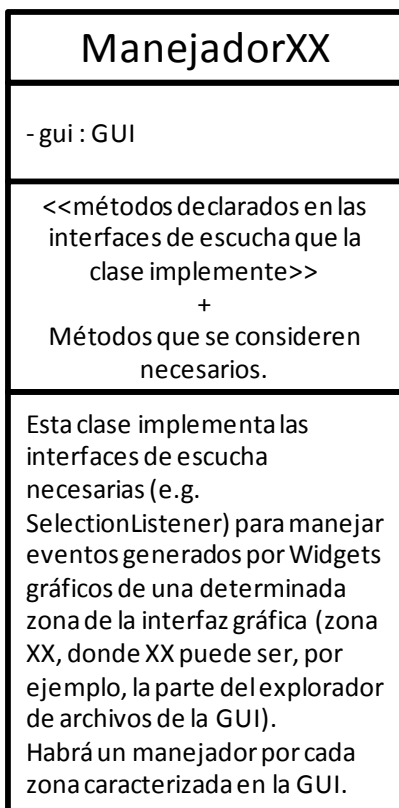 ManejadorXX
- gui : GUI
<<métodos declarados en las
interfaces de escucha que la
clase implemente>>
+
Métodos que se consideren
necesarios.
Esta clase implementa las
interfaces de escucha
necesarias (e.g.
SelectionListener) para manejar
eventos generados por Widgets
gráficos de una determinada
zona de la interfaz gráfica (zona
XX, donde XX puede ser, por
ejemplo, la parte del explorador
de archivos de la GUI).
Habrá un manejador por cada
zona caracterizada en la GUI.